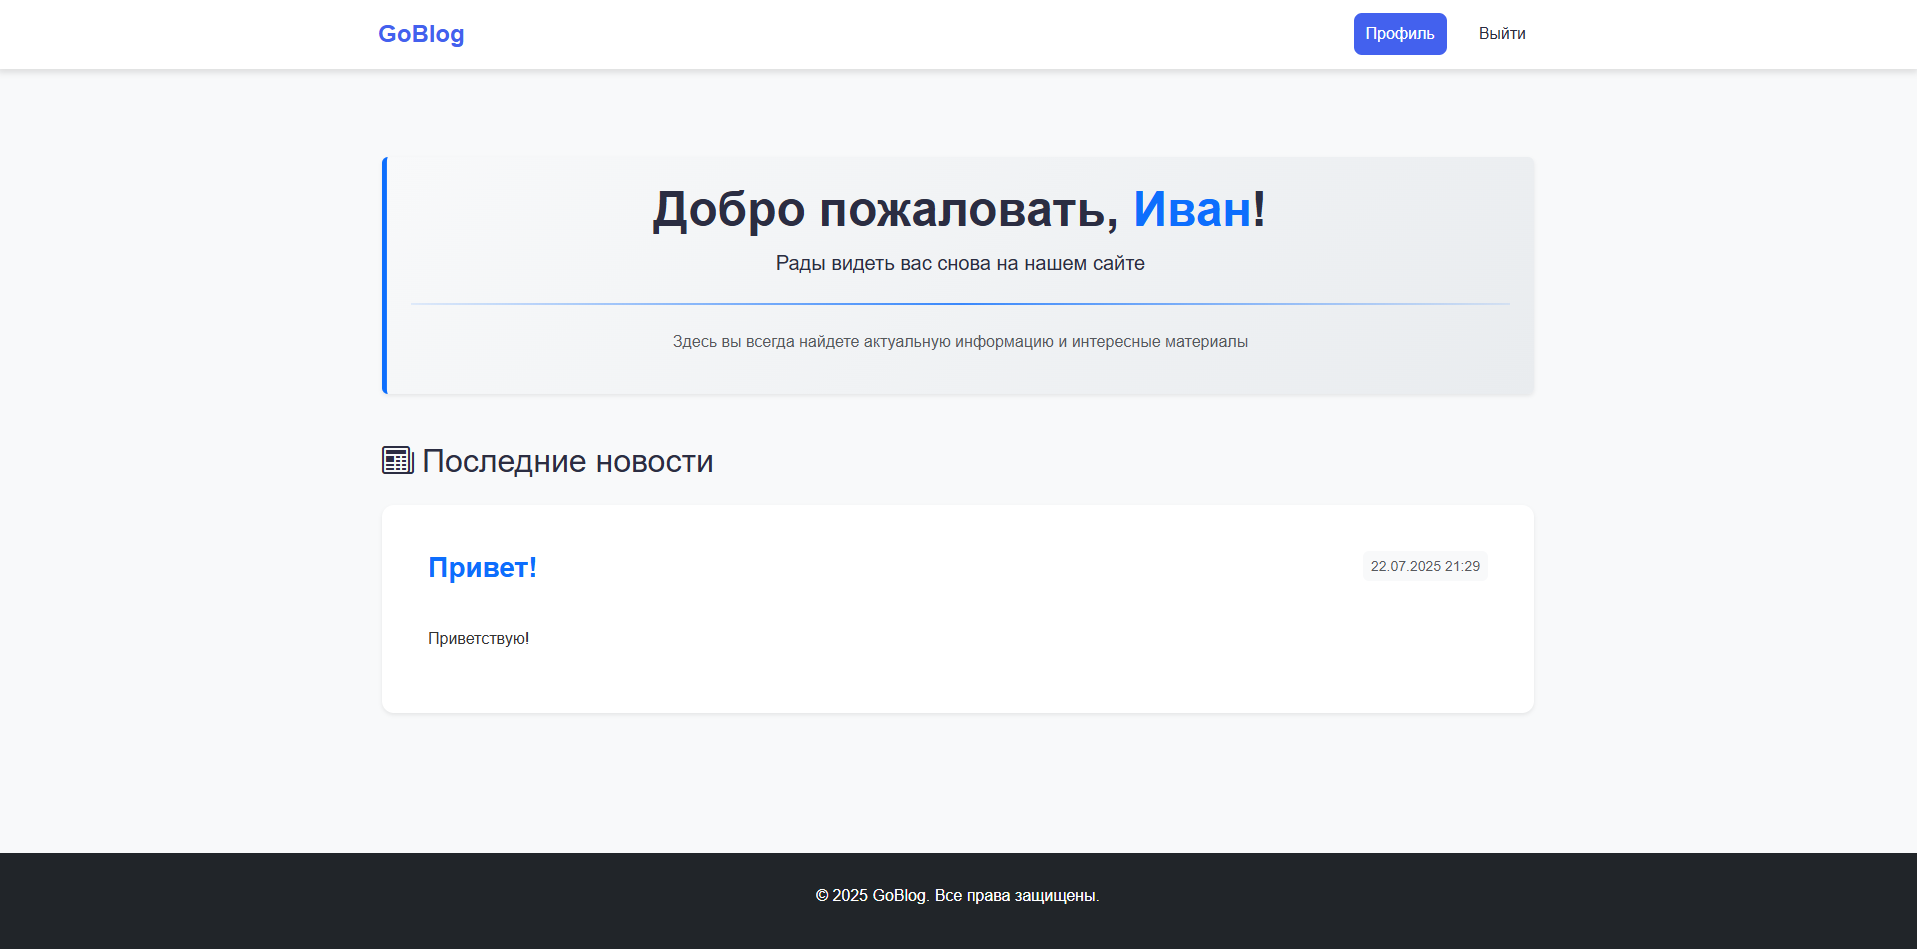 GoBlog
Профиль
Выйти
Добро пожаловать, Иван!
Рады видеть вас снова на нашем сайте
Здесь вы всегда найдете актуальную информацию и интересные материалы
Последние новости
Привет!
22.07.2025 21:29
Приветствую!
© 2025 GoBlog. Все права защищены.